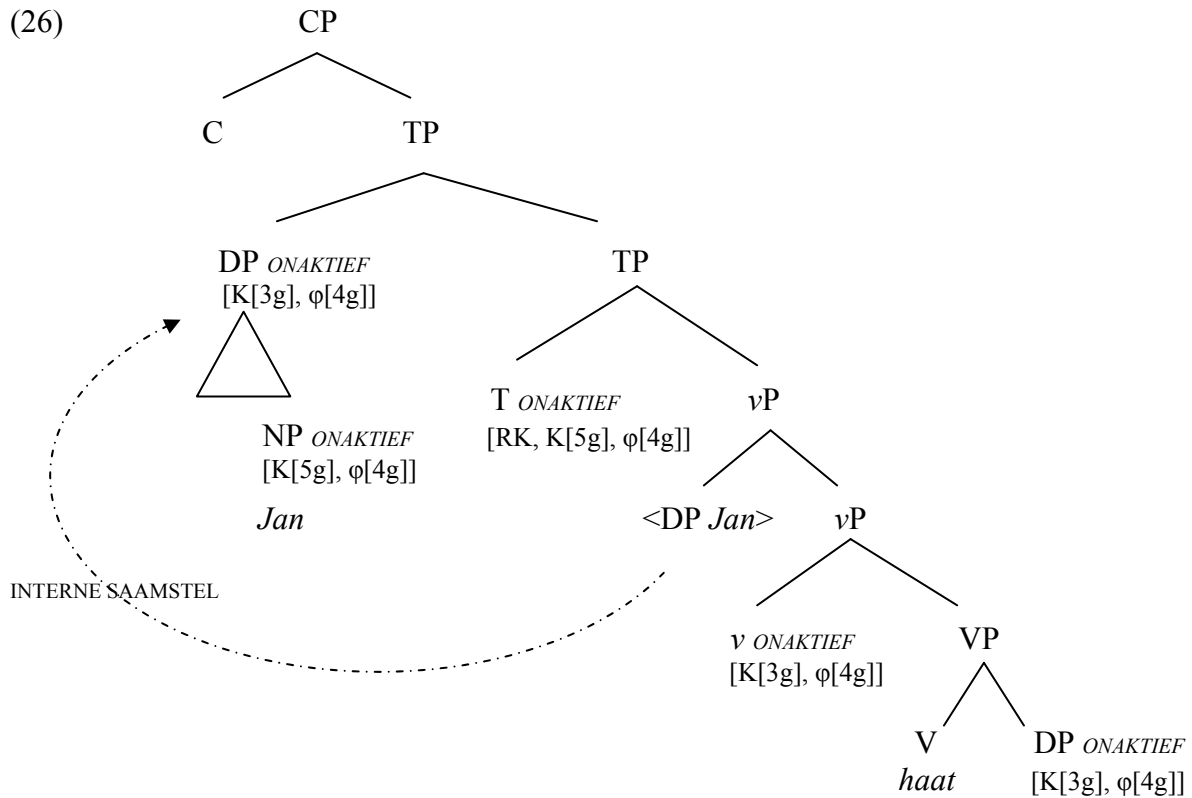 (26) CP
C TP
DP ONAKTIEF TP
[K[3g], φ[4g]]
T ONAKTIEF vP
[RK, K[5g], φ[4g]]
NP ONAKTIEF
[K[5g], φ[4g]]
Jan <DP Jan> vP
INTERNE SAAMSTEL
v ONAKTIEF VP
[K[3g], φ[4g]]
V DP ONAKTIEF
haat [K[3g], φ[4g]]